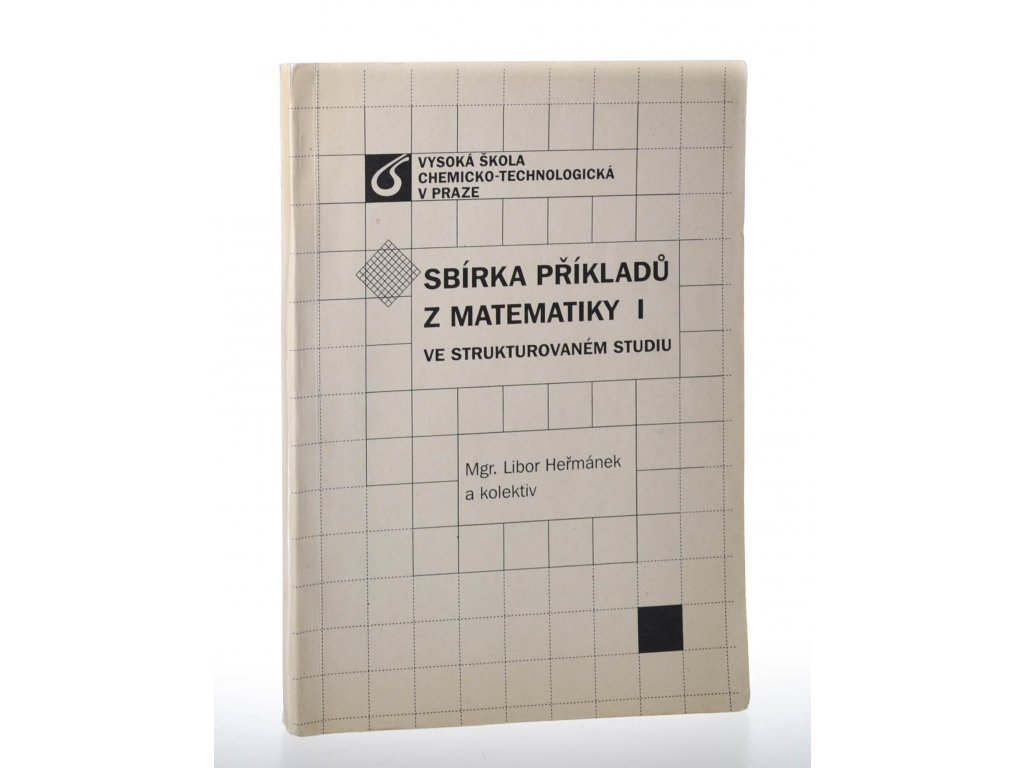 VYSOKÁ ŠKOLA
CHEMICKO-TECHNOLOGICKÁ
V PRAZE
SBÍRKA PŘÍKLADŮ
Z MATEMATIKY I
VE STRUKTUROVANÉM STUDIU
Mgr. Libor Heřmánek
a kolektiv